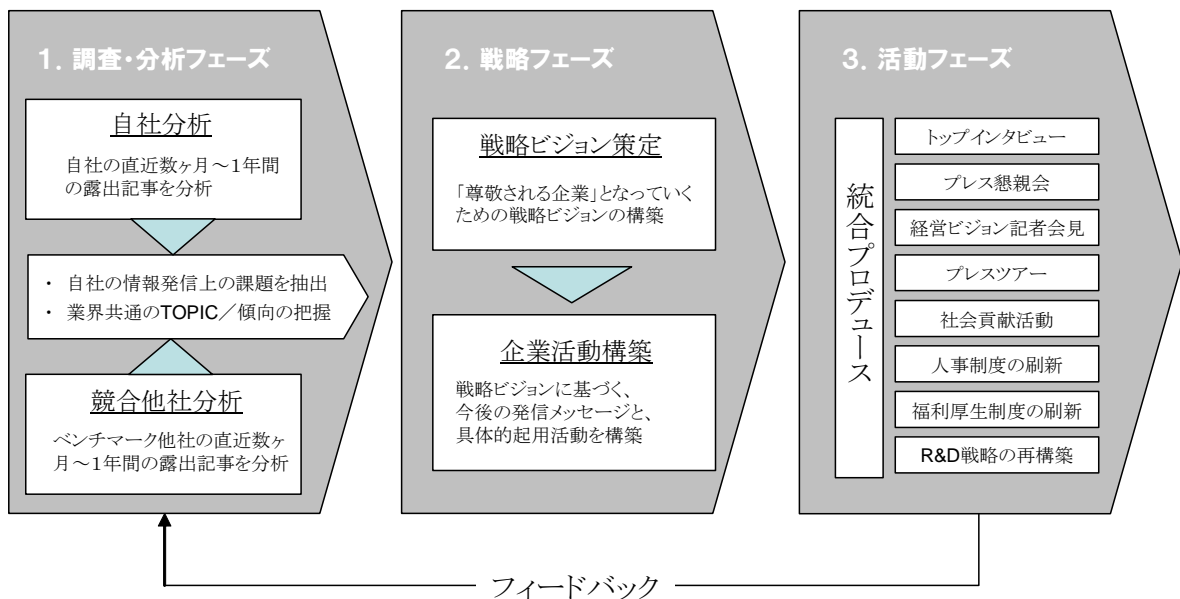 1. 調査・分析フェーズ
自社分析
自社の直近数ヶ月～1年間
の露出記事を分析
・ 自社の情報発信上の課題を抽出
・ 業界共通のTOPIC／傾向の把握
競合他社分析
ベンチマーク他社の直近数ヶ
月～1年間の露出記事を分析
2. 戦略フェーズ
戦略ビジョン策定
「尊敬される企業」となっていく
ための戦略ビジョンの構築
企業活動構築
戦略ビジョンに基づく、
今後の発信メッセージと、
具体的起用活動を構築
3. 活動フェーズ
統合プロデュース
トップインタビュー
プレス懇親会
経営ビジョン記者会見
プレスツアー
社会貢献活動
人事制度の刷新
福利厚生制度の刷新
R&D戦略の再構築
フィードバック